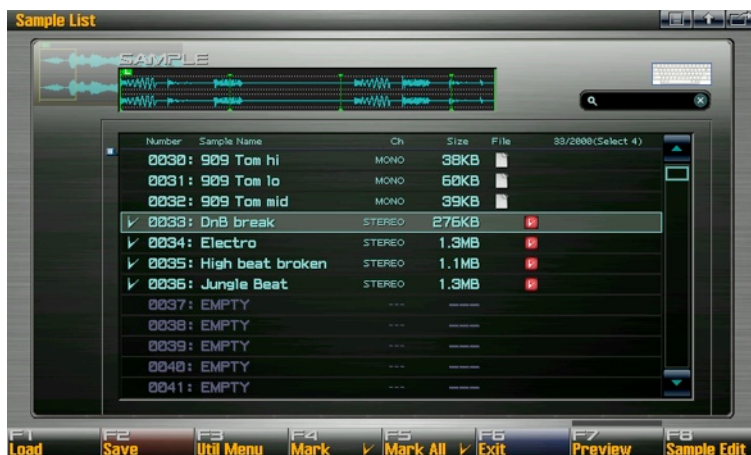 Sample List
SAMPLE
L
Number Sample Name Ch Size File 33/2000(Select 4)
0030: 909 Tom hi MONO 38KB
0031: 909 Tom lo MONO 60KB
0032: 909 Tom mid MONO 39KB
0033: DnB break STEREO 276KB
0034: Electro STEREO 1.3MB
0035: High beat broken STEREO 1.1MB
0036: Jungle Beat STEREO 1.3MB
0037: EMPTY --- ---
0038: EMPTY --- ---
0039: EMPTY --- ---
0040: EMPTY --- ---
0041: EMPTY --- ---
F1 F2 F3 F4 F5 F6 F7 F8
Load Save Util Menu Mark Mark All Exit Preview Sample Edit